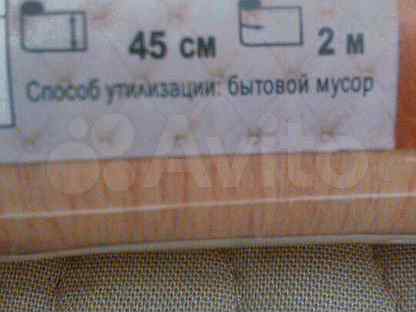 45 см 2 м
Способ утилизации: бытовой мусор
Avito